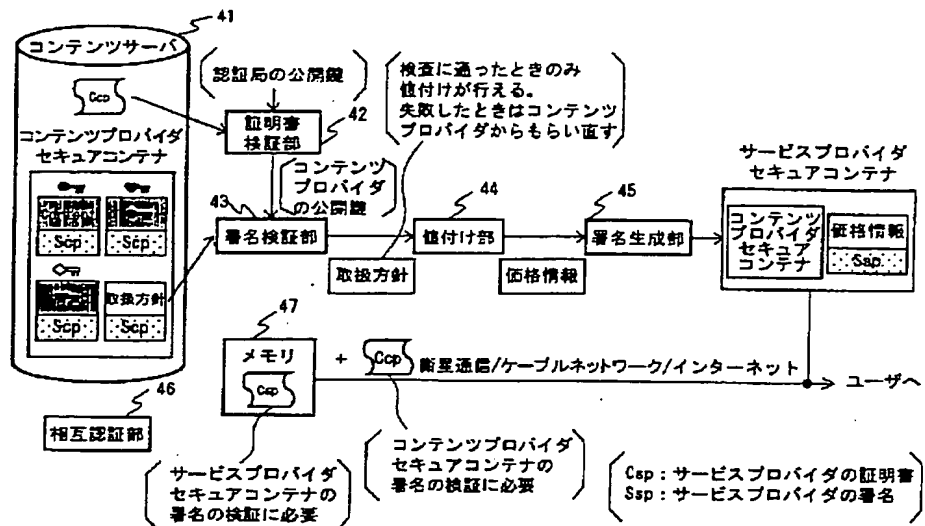 41
コンテンツサーバ
Ccp
コンテンツプロバイダ
セキュアコンテナ
Scp
Scp
取扱方針
Scp
Scp
46
相互認証部
認証局の公開鍵
42
証明書
検証部
コンテンツ
プロバイダ
の公開鍵
検査に通ったときのみ
値付けが行える。
失敗したときはコンテンツ
プロバイダからもらい直す
43
署名検証部
取扱方針
44
値付け部
価格情報
45
署名生成部
サービスプロバイダ
セキュアコンテナ
コンテンツ
プロバイダ
セキュア
コンテナ
価格情報
Ssp
47
メモリ
Csp
+
Ccp
衛星通信/ケーブルネットワーク/インターネット
ユーザへ
サービスプロバイダ
セキュアコンテナの
署名の検証に必要
コンテンツプロバイダ
セキュアコンテナの
署名の検証に必要
Csp：サービスプロバイダの証明書
Ssp：サービスプロバイダの署名